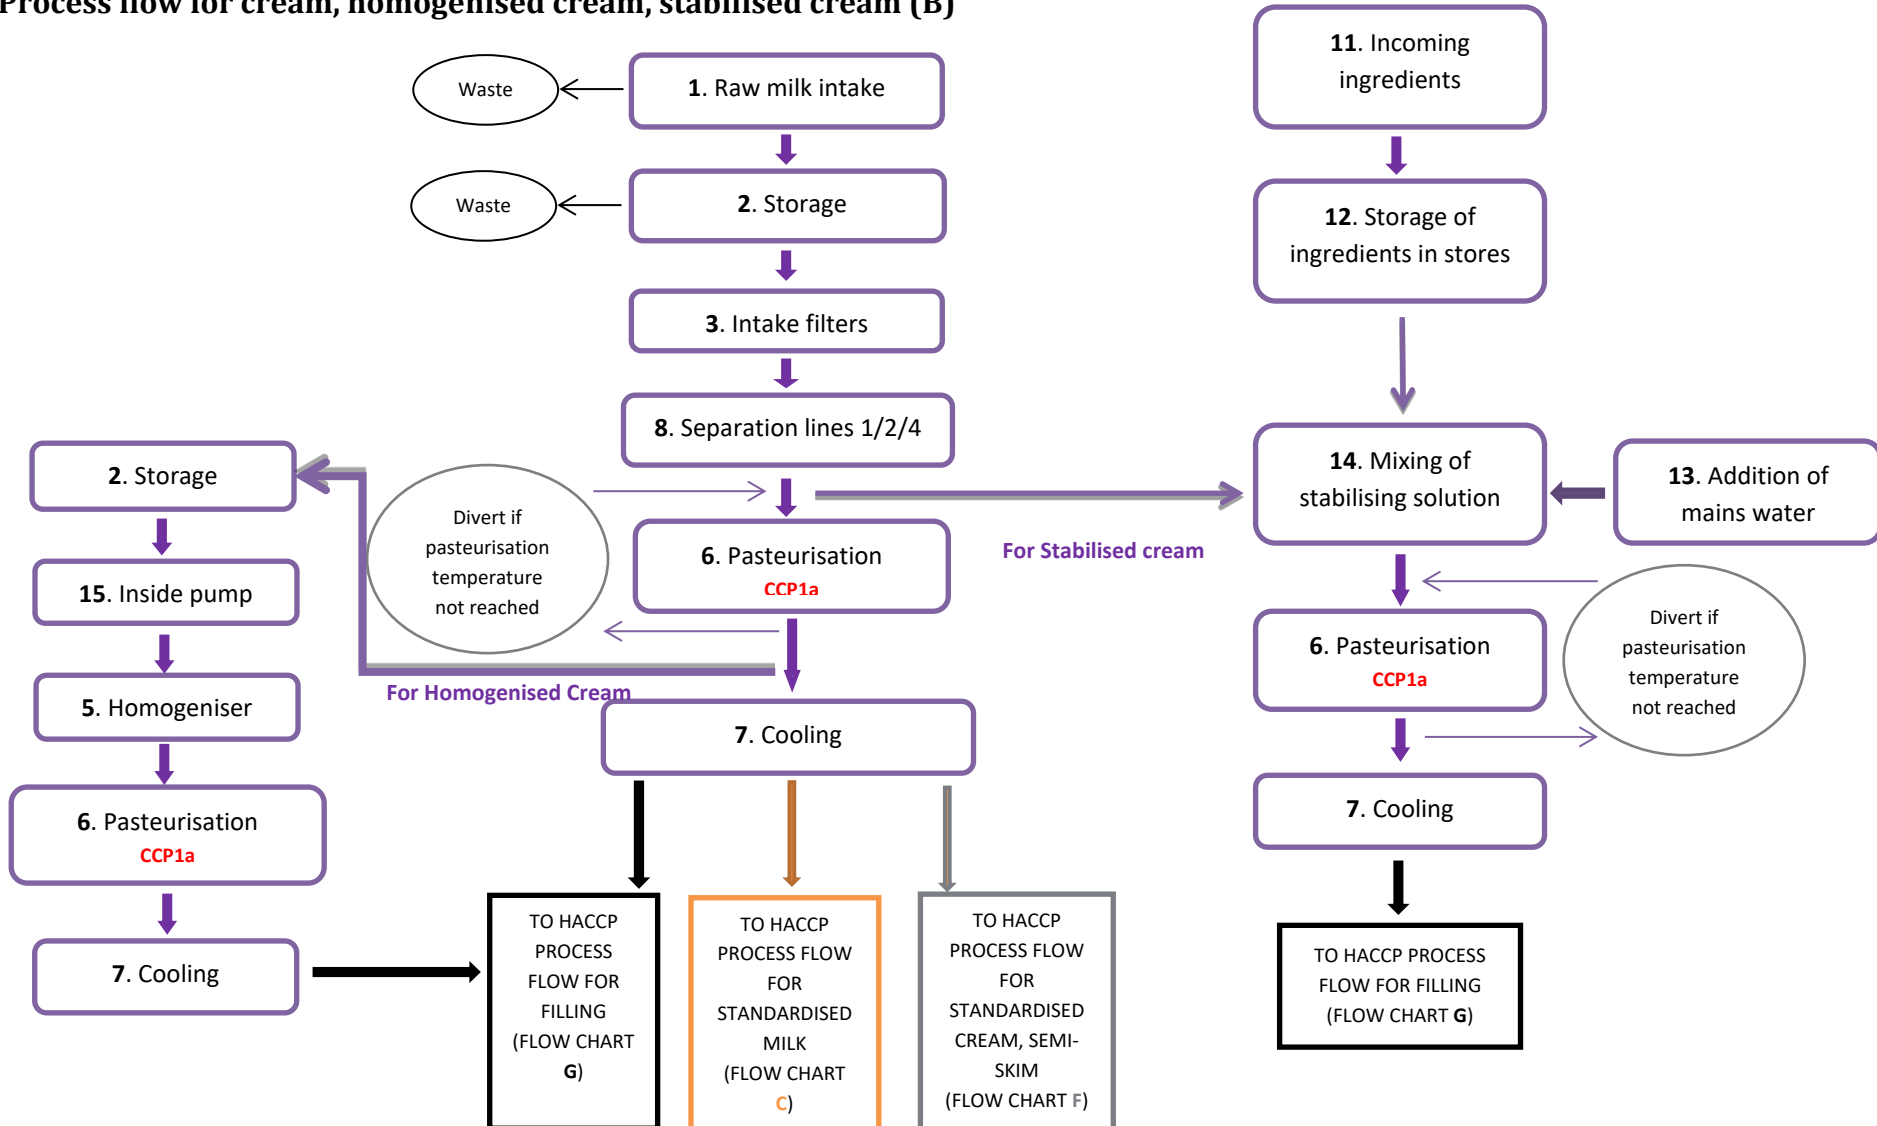 Process flow for cream, homogenised cream, stabilised cream (B)
Waste
1. Raw milk intake
Waste
2. Storage
3. Intake filters
8. Separation lines 1/2/4
11. Incoming
ingredients
12. Storage of
ingredients in stores
14. Mixing of
stabilising solution
13. Addition of
mains water
2. Storage
15. Inside pump
5. Homogeniser
6. Pasteurisation
CCP1a
7. Cooling
Divert if
pasteurisation
temperature
not reached
6. Pasteurisation
CCP1a
For Stabilised cream
For Homogenised Cream
7. Cooling
6. Pasteurisation
CCP1a
Divert if
pasteurisation
temperature
not reached
7. Cooling
TO HACCP
PROCESS
FLOW FOR
FILLING
(FLOW CHART
G)
TO HACCP
PROCESS FLOW
FOR
STANDARDISED
MILK
(FLOW CHART
C)
TO HACCP
PROCESS FLOW
FOR
STANDARDISED
CREAM, SEMI-
SKIM
(FLOW CHART F)
TO HACCP PROCESS
FLOW FOR FILLING
(FLOW CHART G)